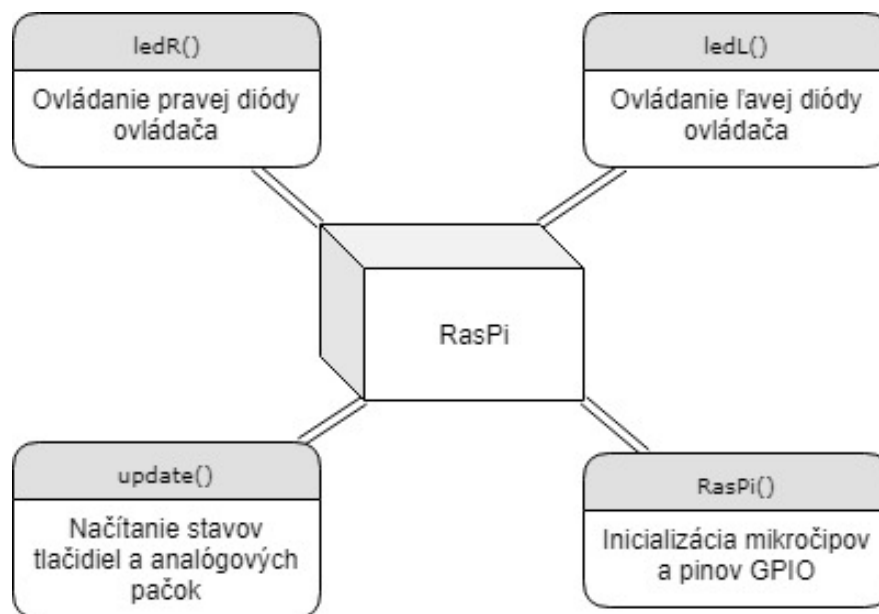 ledR()
Ovládanie pravej diódy
ovládača
ledL()
Ovládanie ľavej diódy
ovládača
RasPi
update()
Načítanie stavov
tlačidiel a analógových
pačok
RasPi()
Inicializácia mikročipov
a pinov GPIO